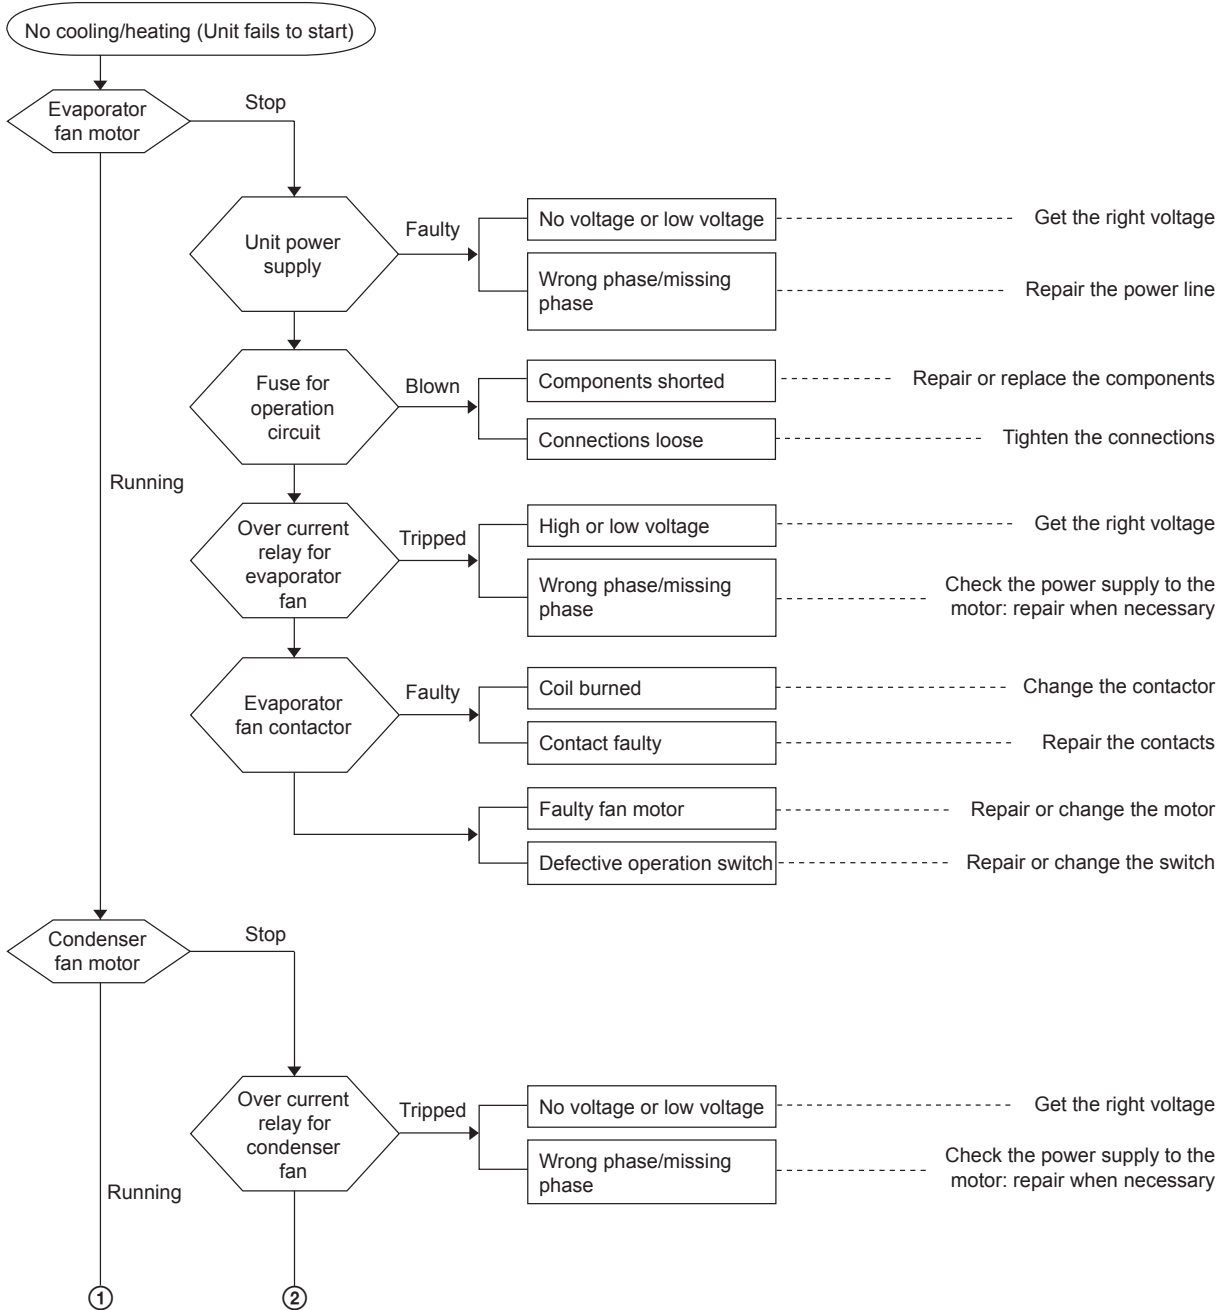 No cooling/heating (Unit fails to start)
Evaporator
fan motor
Stop
Unit power
supply
Faulty
No voltage or low voltage
Get the right voltage
Wrong phase/missing
phase
Repair the power line
Fuse for
operation
circuit
Blown
Components shorted
Repair or replace the components
Connections loose
Tighten the connections
Running
Over current
relay for
evaporator
fan
Tripped
High or low voltage
Get the right voltage
Wrong phase/missing
phase
Check the power supply to the
motor: repair when necessary
Evaporator
fan contactor
Faulty
Coil burned
Change the contactor
Contact faulty
Repair the contacts
Faulty fan motor
Repair or change the motor
Defective operation switch
Repair or change the switch
Condenser
fan motor
Stop
Over current
relay for
condenser
fan
Tripped
No voltage or low voltage
Get the right voltage
Wrong phase/missing
phase
Check the power supply to the
motor: repair when necessary
Running
①
②